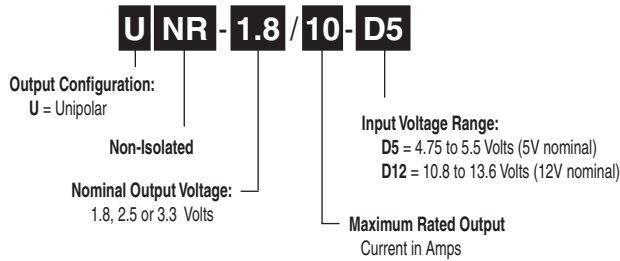 U NR - 1.8 / 10 - D5
Output Configuration:
U = Unipolar
Non-Isolated
Nominal Output Voltage:
1.8, 2.5 or 3.3 Volts
Input Voltage Range:
D5 = 4.75 to 5.5 Volts (5V nominal)
D12 = 10.8 to 13.6 Volts (12V nominal)
Maximum Rated Output
Current in Amps